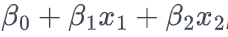 β₀ + β₁x₁ + β₂x₂